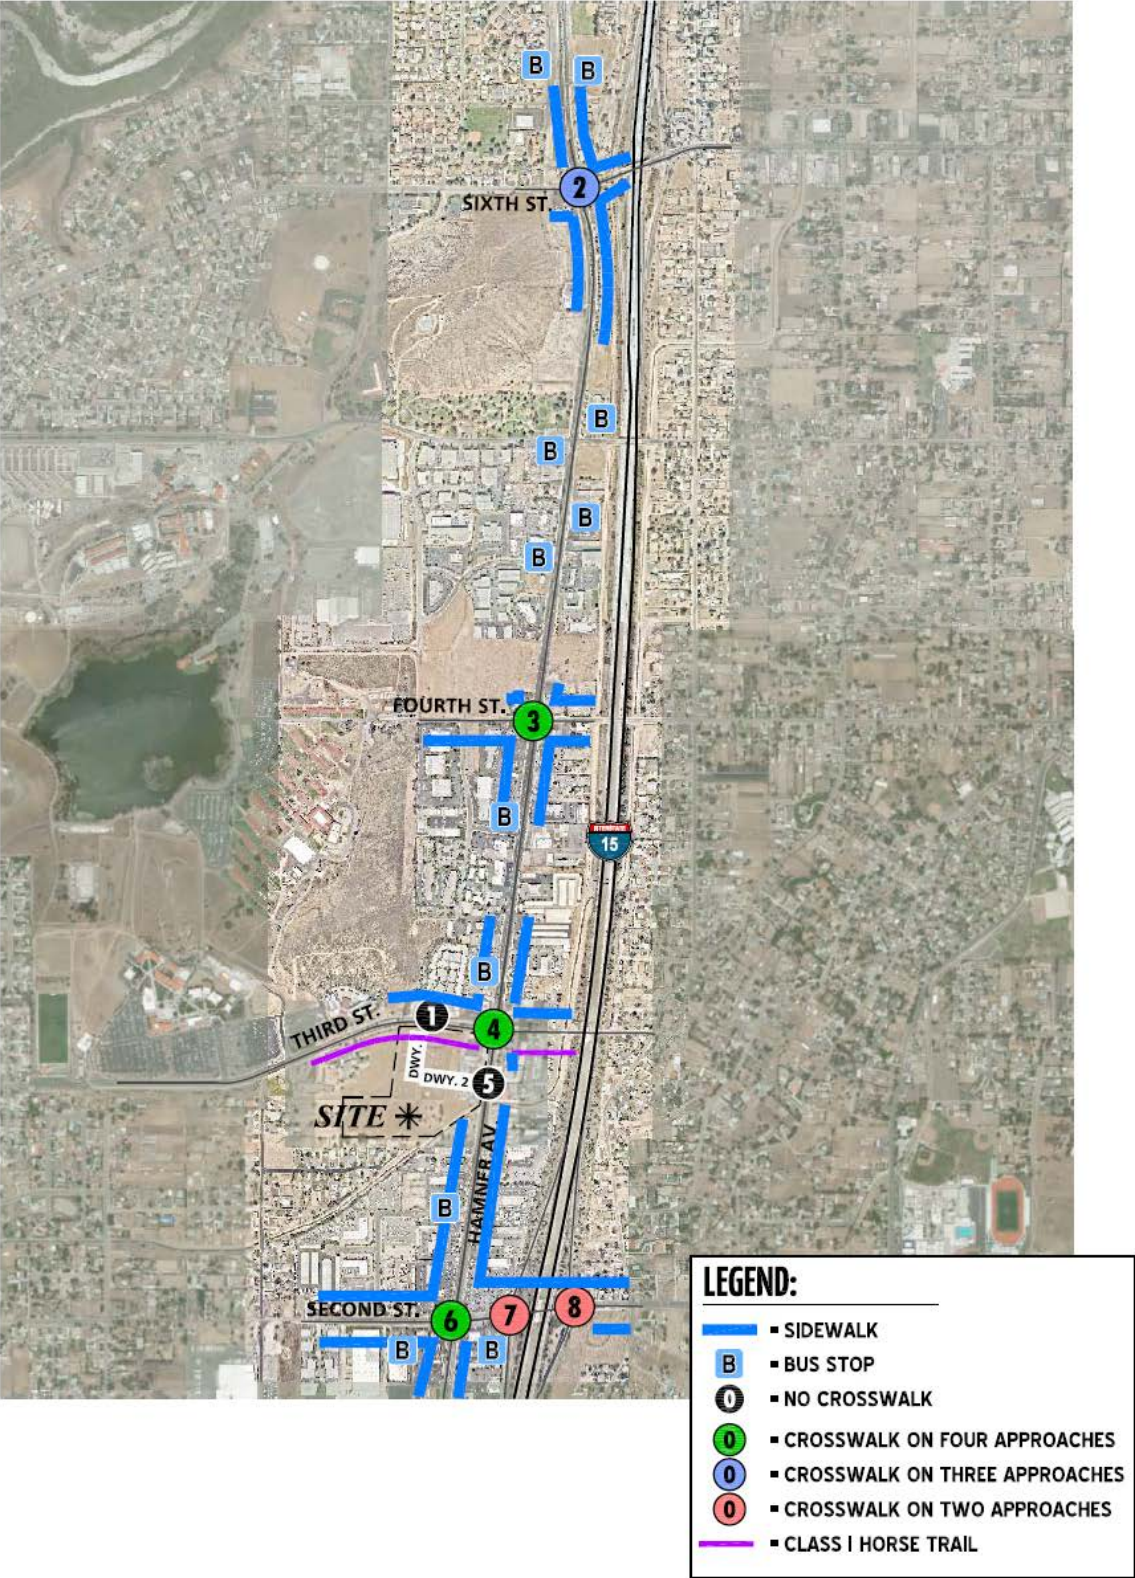 B
B
2
SIXTH ST.
B
B
B
B
FOURTH ST.
3
B
INTERSTATE
15
B
THIRD ST.
1
4
DWY.
DWY. 2
5
SITE
HAMNER AV
B
SECOND ST.
6
7
8
B
B
LEGEND:
- SIDEWALK
B - BUS STOP
0 - NO CROSSWALK
0 - CROSSWALK ON FOUR APPROACHES
0 - CROSSWALK ON THREE APPROACHES
0 - CROSSWALK ON TWO APPROACHES
- CLASS I HORSE TRAIL